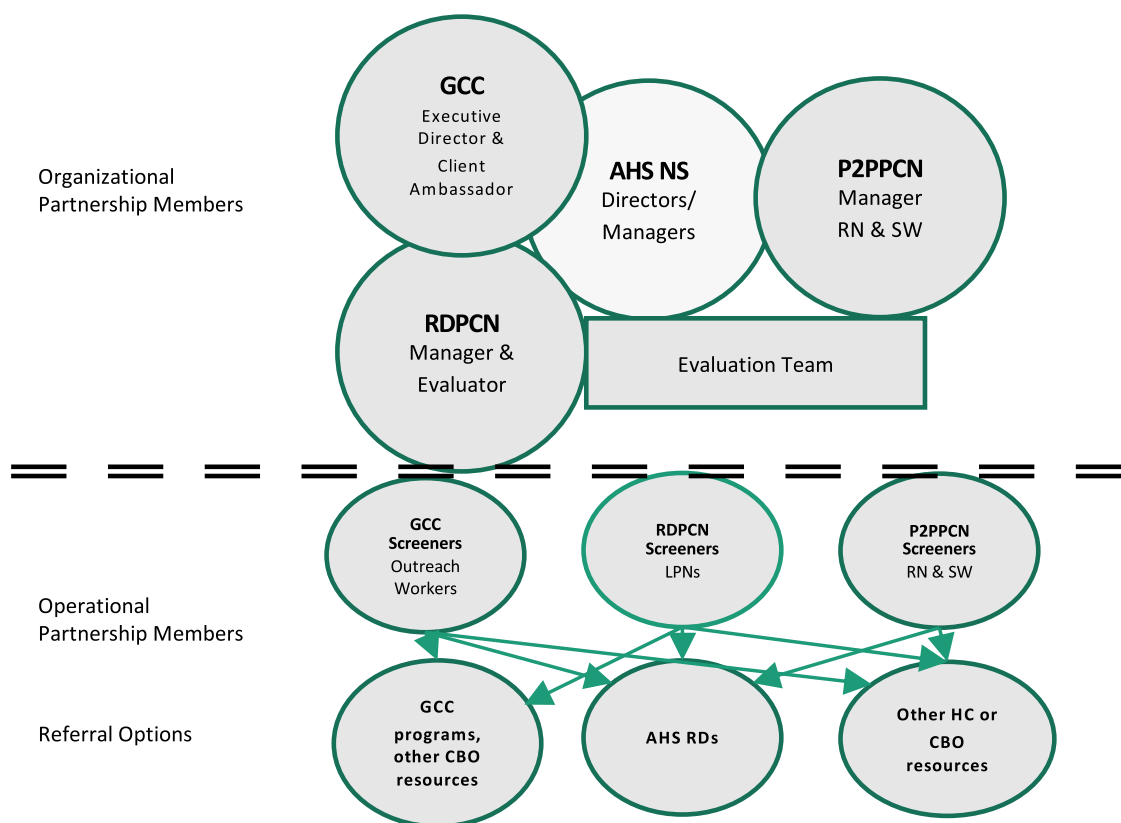 Organizational
Partnership Members
GCC
Executive
Director &
Client
Ambassador
AHS NS
Directors/
Managers
P2PPCN
Manager
RN & SW
RDPCN
Manager &
Evaluator
Evaluation Team
Operational
Partnership Members
GCC
Screeners
Outreach
Workers
RDPCN
Screeners
LPNs
P2PPCN
Screeners
RN & SW
Referral Options
GCC
programs,
other CBO
resources
AHS RDs
Other HC or
CBO
resources